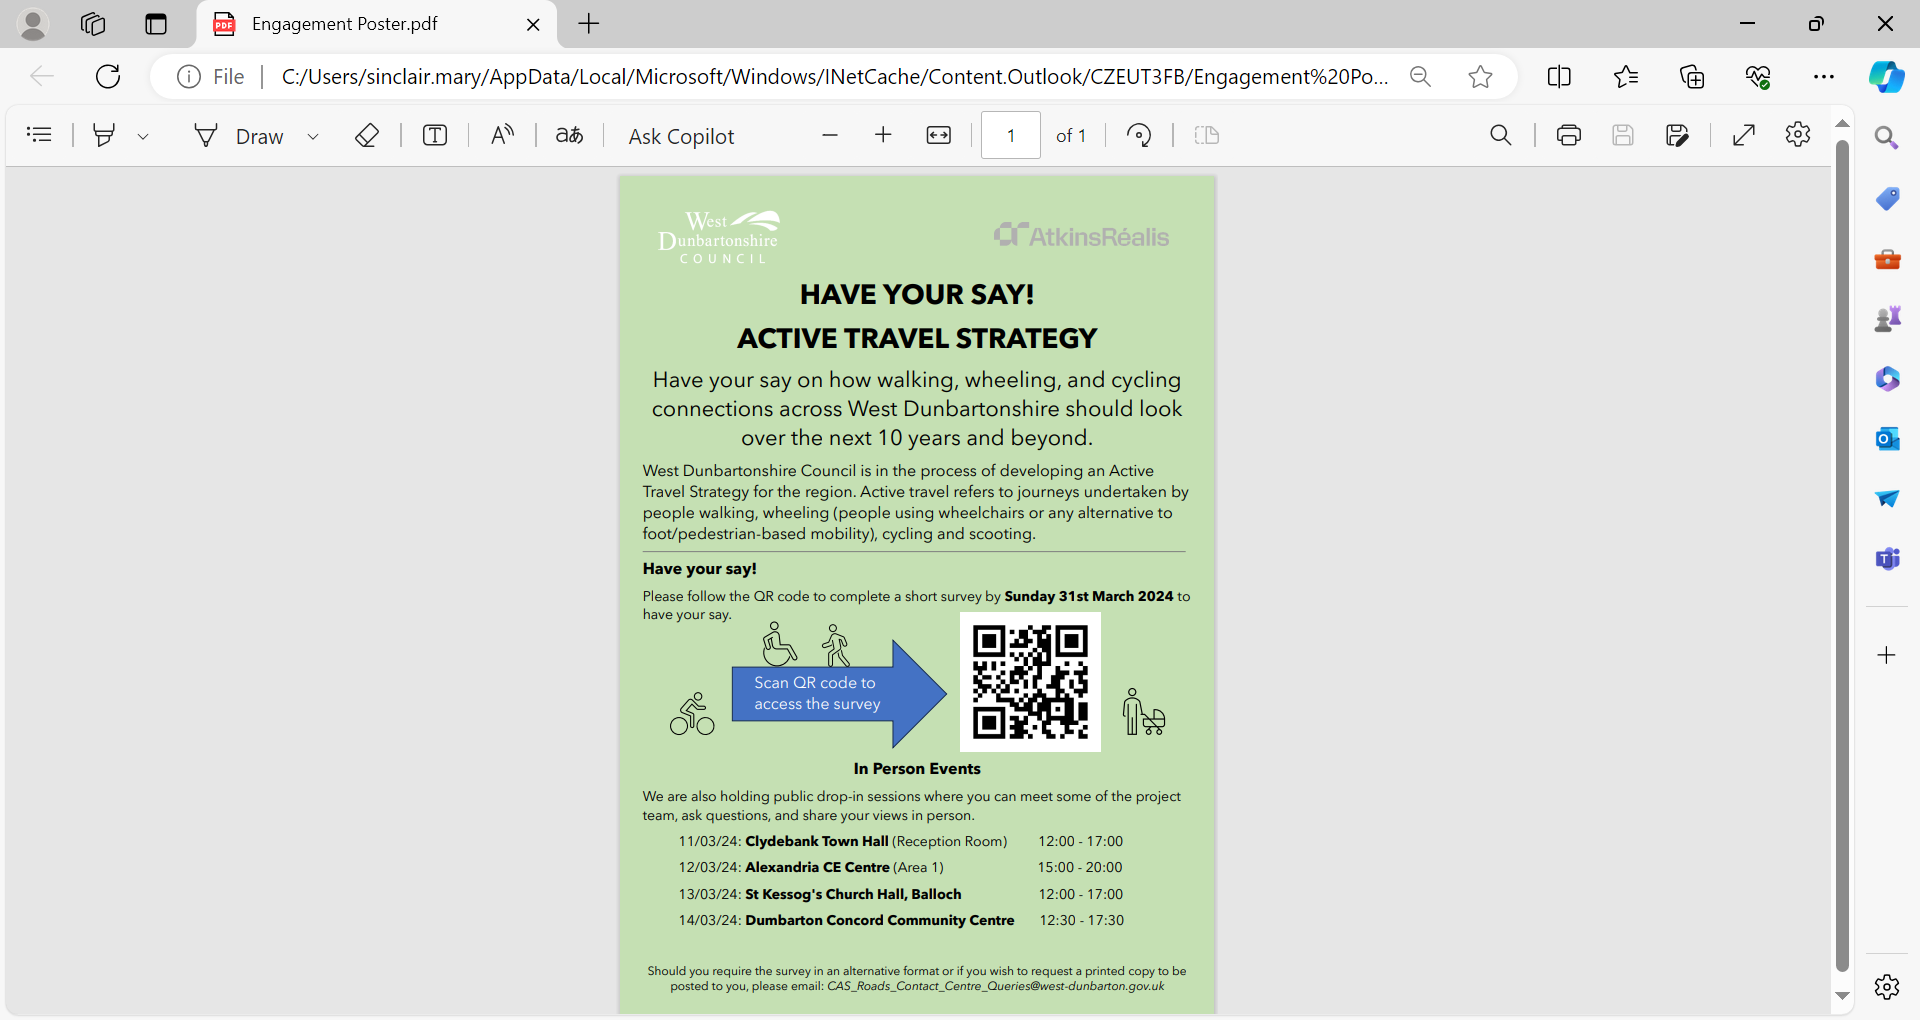 Engagement Poster.pdf
File
C:/Users/sinclair.mary/AppData/Local/Microsoft/Windows/INetCache/Content.Outlook/CZEUT3FB/Engagement%20Po...
Draw
aあ
Ask Copilot
1
of 1
West
Dunbartonshire
COUNCIL
AtkinsRéalis
HAVE YOUR SAY!
ACTIVE TRAVEL STRATEGY
Have your say on how walking, wheeling, and cycling
connections across West Dunbartonshire should look
over the next 10 years and beyond.
West Dunbartonshire Council is in the process of developing an Active
Travel Strategy for the region. Active travel refers to journeys undertaken by
people walking, wheeling (people using wheelchairs or any alternative to
foot/pedestrian-based mobility), cycling and scooting.
Have your say!
Please follow the QR code to complete a short survey by Sunday 31st March 2024 to
have your say.
Scan QR code to
access the survey
In Person Events
We are also holding public drop-in sessions where you can meet some of the project
team, ask questions, and share your views in person.
11/03/24: Clydebank Town Hall (Reception Room) 12:00 - 17:00
12/03/24: Alexandria CE Centre (Area 1) 15:00 - 20:00
13/03/24: St Kessog's Church Hall, Balloch 12:00 - 17:00
14/03/24: Dumbarton Concord Community Centre 12:30 - 17:30
Should you require the survey in an alternative format or if you wish to request a printed copy to be
posted to you, please email: CAS_Roads_Contact_Centre_Queries@west-dunbarton.gov.uk